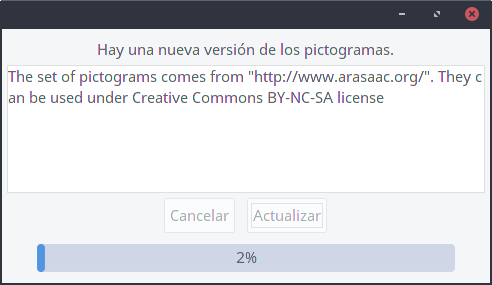 Hay una nueva versión de los pictogramas.
The set of pictograms comes from "http://www.arasaac.org/". They c
an be used under Creative Commons BY-NC-SA license
Cancelar Actualizar
2%